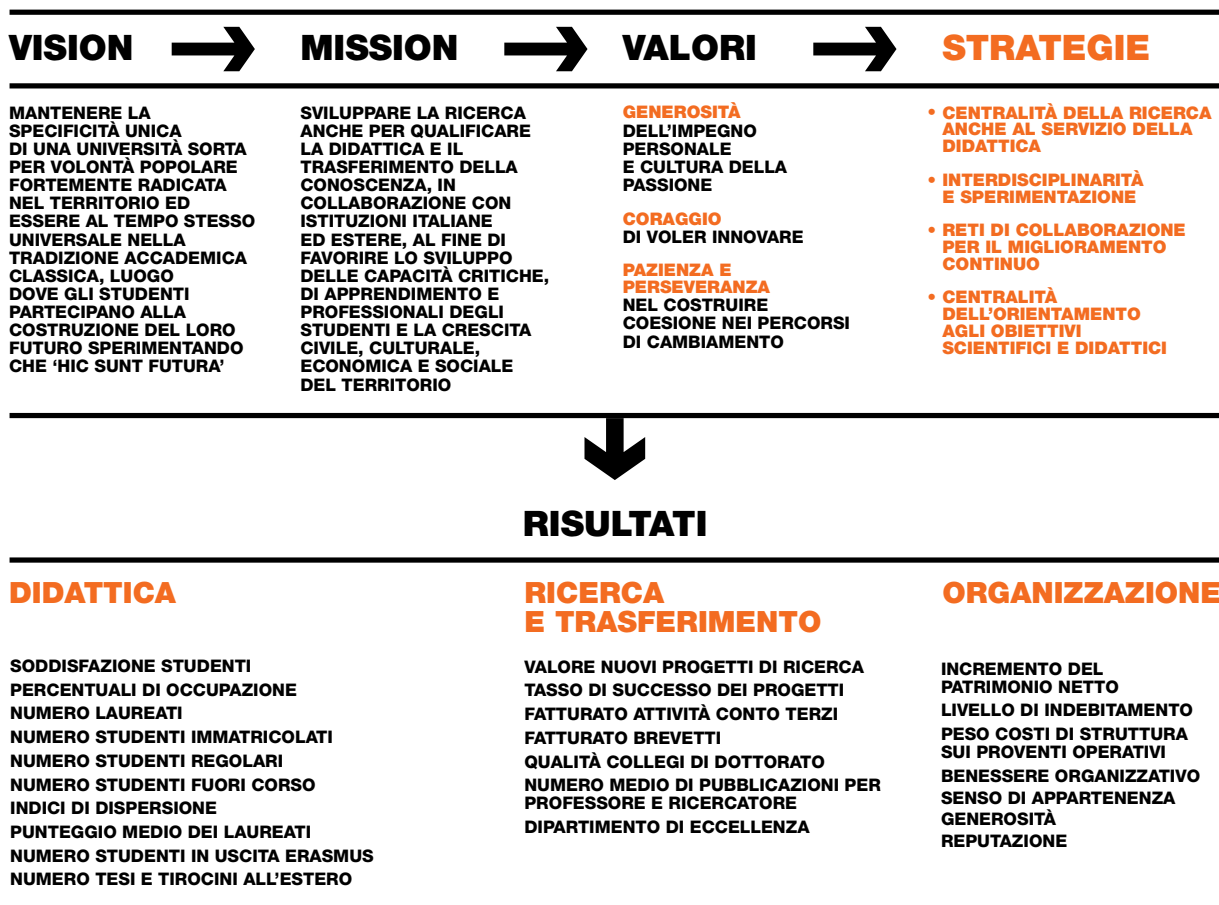 VISION
MISSION
VALORI
STRATEGIE
MANTENERE LA
SPECIFICITÀ UNICA
DI UNA UNIVERSITÀ SORTA
PER VOLONTÀ POPOLARE
FORTEMENTE RADICATA
NEL TERRITORIO ED
ESSERE AL TEMPO STESSO
UNIVERSALE NELLA
TRADIZIONE ACCADEMICA
CLASSICA, LUOGO
DOVE GLI STUDENTI
PARTECIPANO ALLA
COSTRUZIONE DEL LORO
FUTURO SPERIMENTANDO
CHE ‘HIC SUNT FUTURA’
SVILUPPARE LA RICERCA
ANCHE PER QUALIFICARE
LA DIDATTICA E IL
TRASFERIMENTO DELLA
CONOSCENZA, IN
COLLABORAZIONE CON
ISTITUZIONI ITALIANE
ED ESTERE, AL FINE DI
FAVORIRE LO SVILUPPO
DELLE CAPACITÀ CRITICHE,
DI APPRENDIMENTO E
PROFESSIONALI DEGLI
STUDENTI E LA CRESCITA
CIVILE, CULTURALE,
ECONOMICA E SOCIALE
DEL TERRITORIO
GENEROSITÀ
DELL’IMPEGNO
PERSONALE
E CULTURA DELLA
PASSIONE
CORAGGIO
DI VOLER INNOVARE
PAZIENZA E
PERSEVERANZA
NEL COSTRUIRE
COESIONE NEI PERCORSI
DI CAMBIAMENTO
• CENTRALITÀ DELLA RICERCA
ANCHE AL SERVIZIO DELLA
DIDATTICA
• INTERDISCIPLINARITÀ
E SPERIMENTAZIONE
• RETI DI COLLABORAZIONE
PER IL MIGLIORAMENTO
CONTINUO
• CENTRALITÀ
DELL’ORIENTAMENTO
AGLI OBIETTIVI
SCIENTIFICI E DIDATTICI
RISULTATI
DIDATTICA
SODDISFAZIONE STUDENTI
PERCENTUALI DI OCCUPAZIONE
NUMERO LAUREATI
NUMERO STUDENTI IMMATRICOLATI
NUMERO STUDENTI REGOLARI
NUMERO STUDENTI FUORI CORSO
INDICI DI DISPERSIONE
PUNTEGGIO MEDIO DEI LAUREATI
NUMERO STUDENTI IN USCITA ERASMUS
NUMERO TESI E TIROCINI ALL’ESTERO
RICERCA
E TRASFERIMENTO
VALORE NUOVI PROGETTI DI RICERCA
TASSO DI SUCCESSO DEI PROGETTI
FATTURATO ATTIVITÀ CONTO TERZI
FATTURATO BREVETTI
QUALITÀ COLLEGI DI DOTTORATO
NUMERO MEDIO DI PUBBLICAZIONI PER
PROFESSORE E RICERCATORE
DIPARTIMENTO DI ECCELLENZA
ORGANIZZAZIONE
INCREMENTO DEL
PATRIMONIO NETTO
LIVELLO DI INDEBITAMENTO
PESO COSTI DI STRUTTURA
SUI PROVENTI OPERATIVI
BENESSERE ORGANIZZATIVO
SENSO DI APPARTENENZA
GENEROSITÀ
REPUTAZIONE